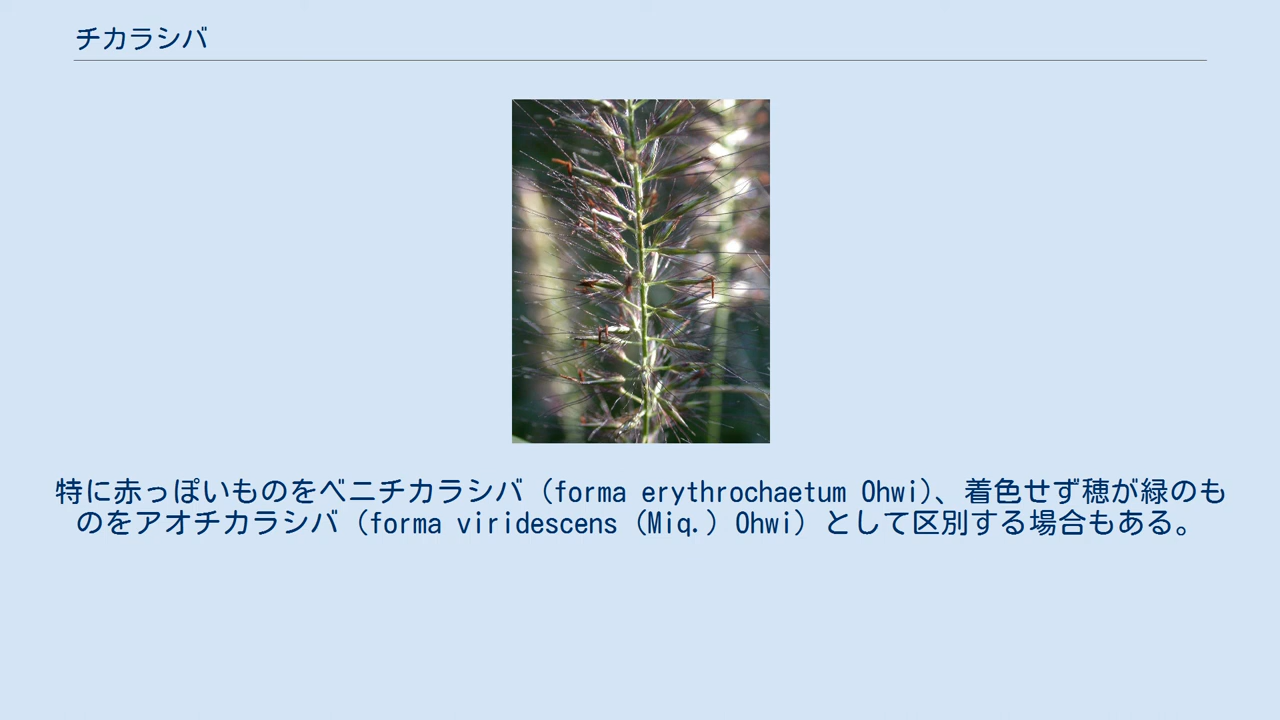 チカラシバ
特に赤っぽいものをベニチカラシバ（forma erythrochaetum Ohwi)、着色せず穂が緑のも
のをアオチカラシバ（forma viridescens (Miq.) Ohwi）として区別する場合もある。